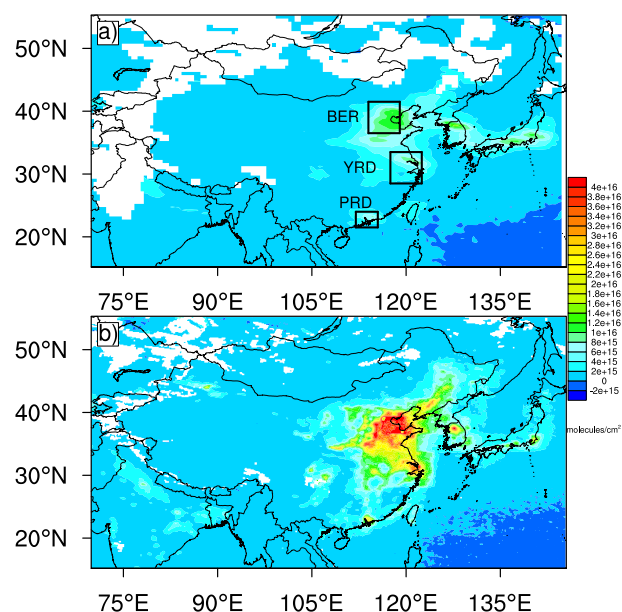 a)
50°N
40°N
30°N
20°N
BER
YRD
PRD
75°E 90°E 105°E 120°E 135°E
b)
50°N
40°N
30°N
20°N
75°E 90°E 105°E 120°E 135°E
4e+16
3.8e+16
3.6e+16
3.4e+16
3.2e+16
3e+16
2.8e+16
2.6e+16
2.4e+16
2.2e+16
2e+16
1.8e+16
1.6e+16
1.4e+16
1.2e+16
1e+16
8e+15
6e+15
4e+15
2e+15
0
-2e+15
molecules/cm²